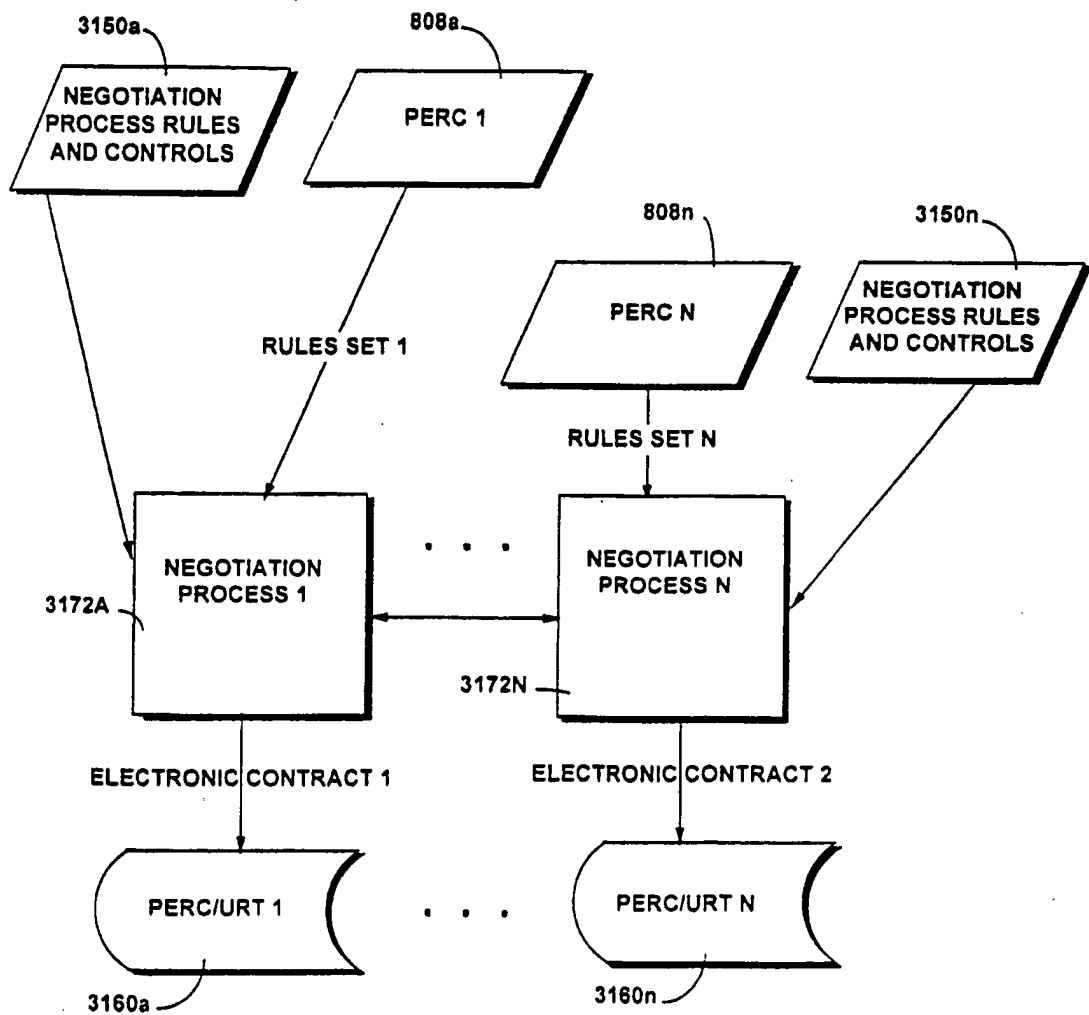 3150a
808a
NEGOTIATION
PROCESS RULES
AND CONTROLS
PERC 1
808n
3150n
PERC N
NEGOTIATION
PROCESS RULES
AND CONTROLS
RULES SET 1
RULES SET N
NEGOTIATION
PROCESS 1
. . .
NEGOTIATION
PROCESS N
3172A
3172N
ELECTRONIC CONTRACT 1
ELECTRONIC CONTRACT 2
PERC/URT 1
. . .
PERC/URT N
3160a
3160n